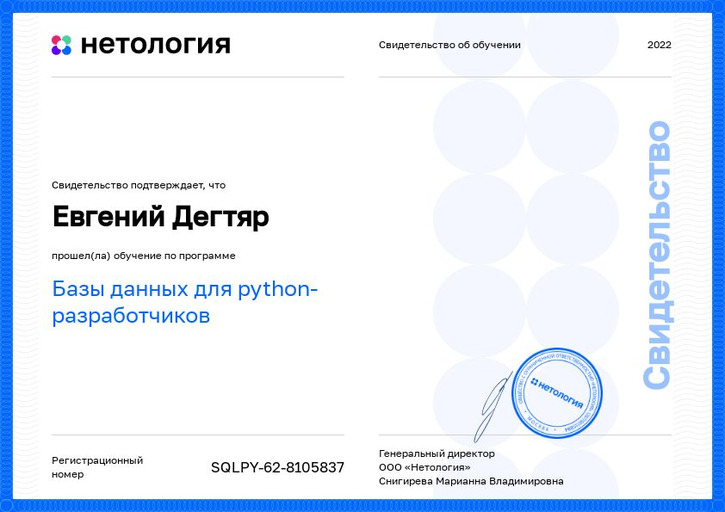 нетология
Свидетельство об обучении
2022
Свидетельство подтверждает, что
Евгений Дегтяр
прошел(ла) обучение по программе
Базы данных для python-
разработчиков
Свидетельство
нетология
Регистрационный
номер
SQLPY-62-8105837
Генеральный директор
ООО «Нетология»
Снигирева Марианна Владимировна